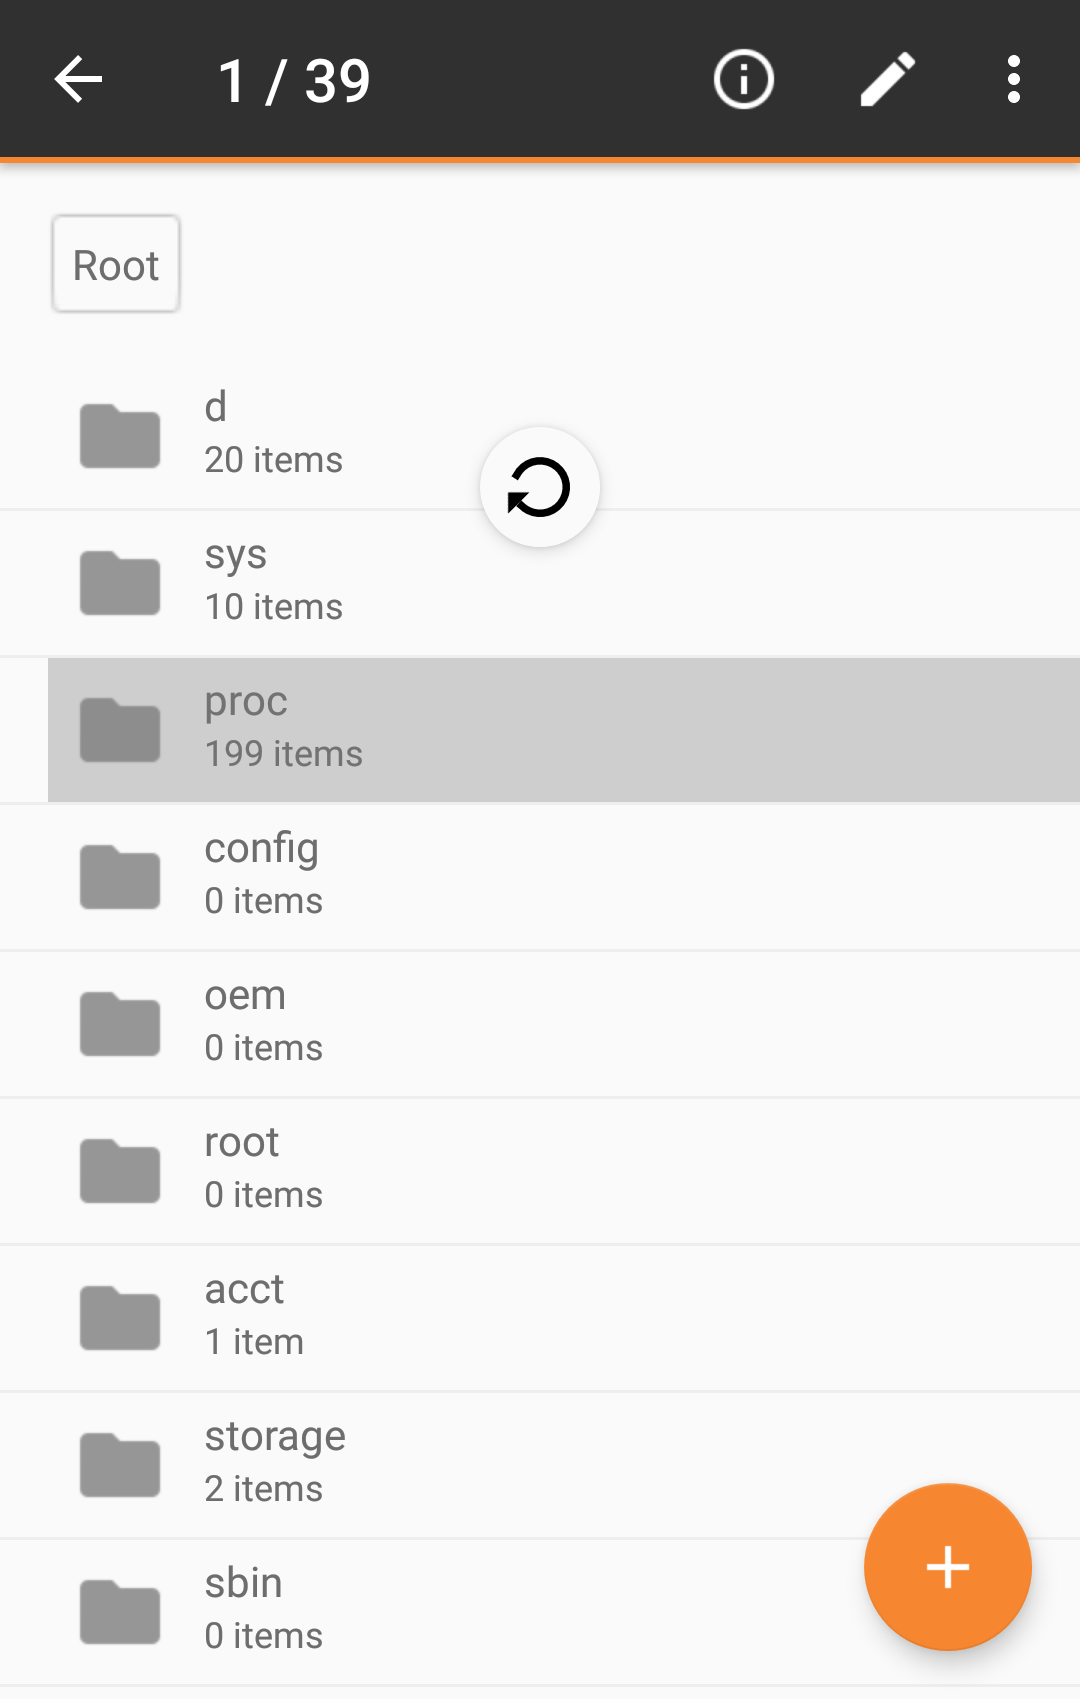 1 / 39
Root
d
20 items
sys
10 items
proc
199 items
config
0 items
oem
0 items
root
0 items
acct
1 item
storage
2 items
sbin
0 items